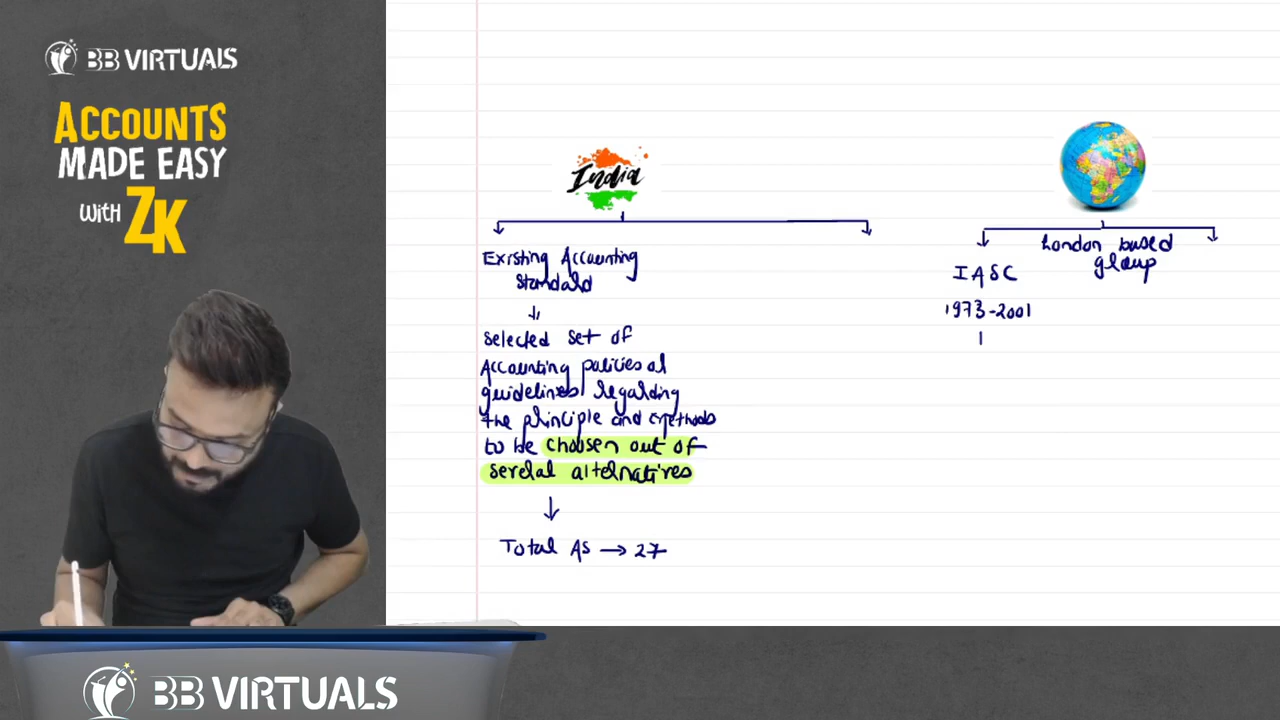 BB VIRTUALS
ACCOUNTS
MADE EASY
with ZK
India
Existing Accounting
Standard
Selected set of
Accounting policies or
guidelines regarding
the principle and methods
to be choosen out of
several alternatives
Total AS → 27
London based
group
IASC
1973-2001
BB VIRTUALS